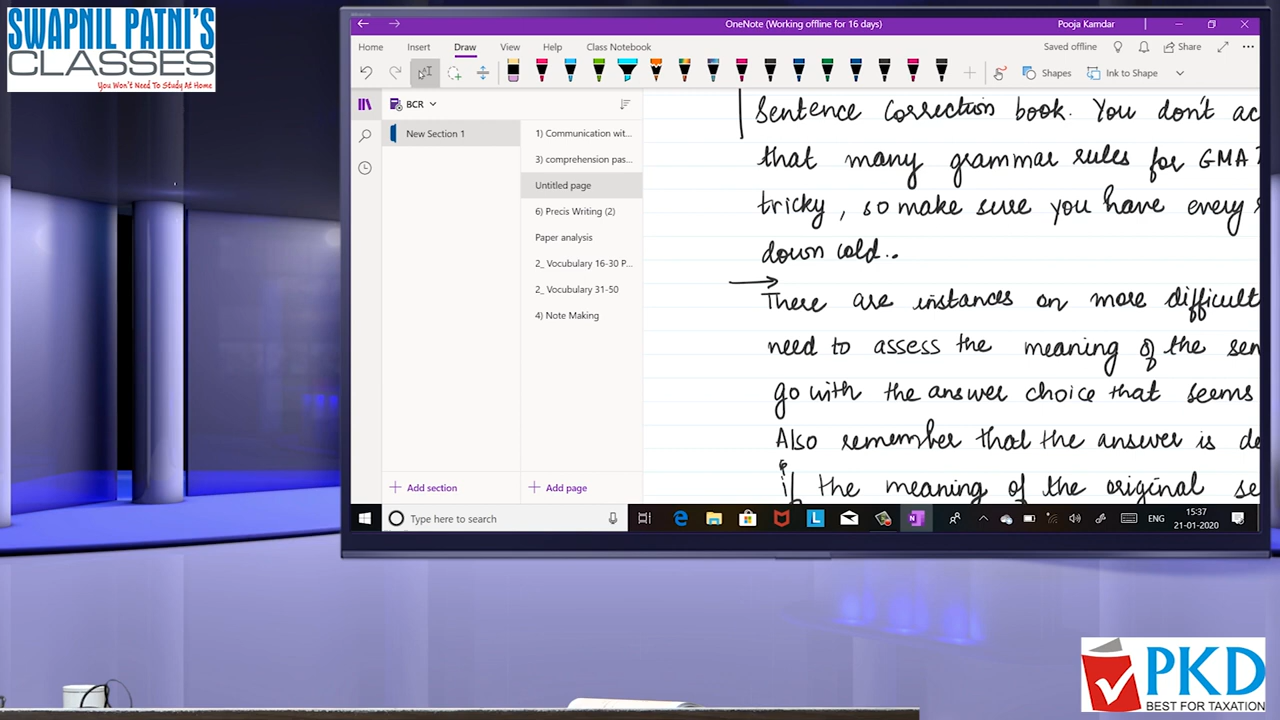 SWAPNIL PATNI'S
CLASSES
You Won't Need To Study At Home
OneNote (Working offline for 16 days)
Pooja Kamdar
Home Insert Draw View Help Class Notebook
Saved offline
Share
Shapes
Ink to Shape
BCR
New Section 1
1) Communication wit...
3) comprehension pas...
Untitled page
6) Precis Writing (2)
Paper analysis
2_ Vocubulary 16-30 P...
2_ Vocubulary 31-50
4) Note Making
Add section
Add page
Sentence Correction book. You don't ac
that many grammar rules for GMAT
tricky, so make sure you have every
down cold..
There are instances on more difficult
need to assess the meaning of the sen
go with the answer choice that seems
Also remember that the answer is de
if the meaning of the original se
Type here to search
ENG
15:37
21-01-2020
PKD
BEST FOR TAXATION